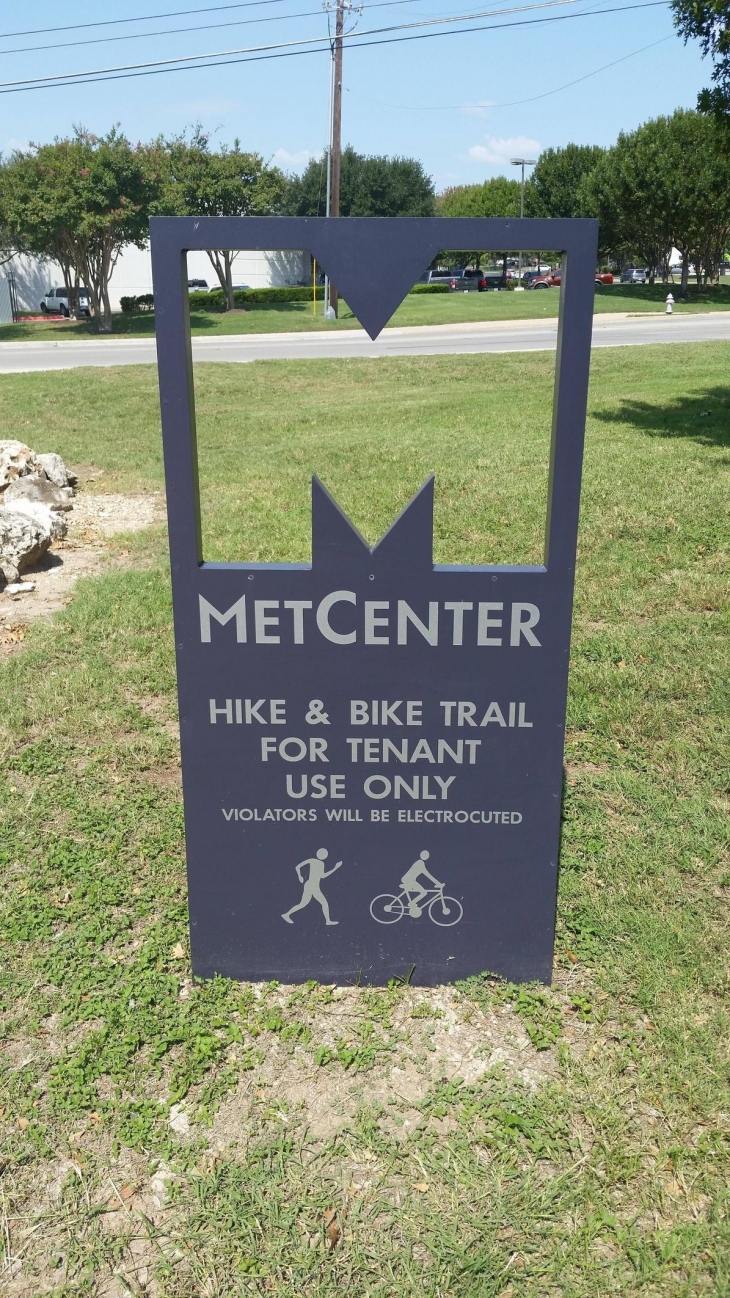 METCENTER
HIKE & BIKE TRAIL
FOR TENANT
USE ONLY
VIOLATORS WILL BE ELECTROCUTED